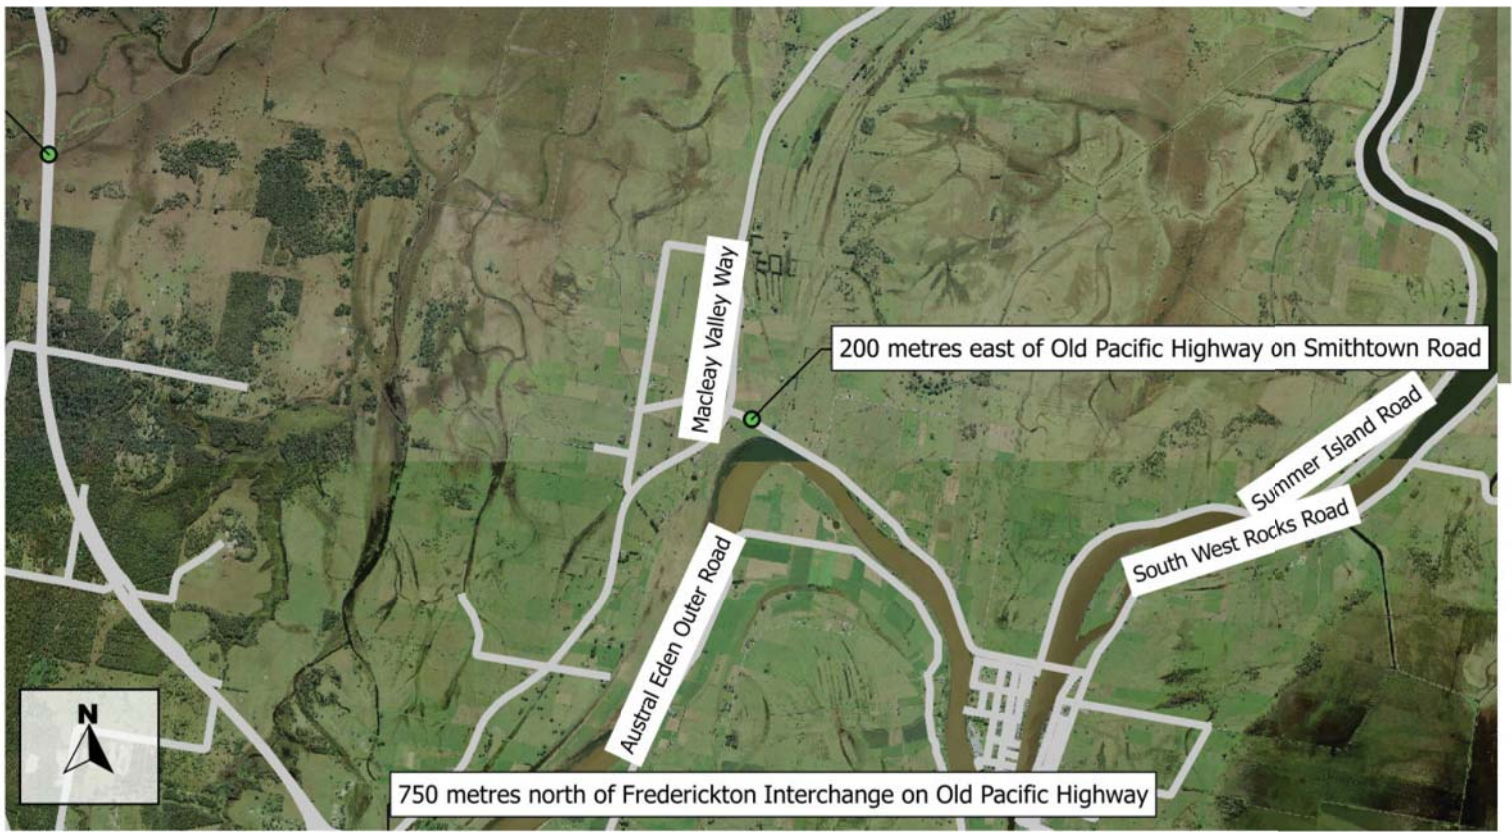 Macleay Valley Way
200 metres east of Old Pacific Highway on Smithtown Road
Summer Island Road
South West Rocks Road
Austral Eden Outer Road
N
750 metres north of Frederickton Interchange on Old Pacific Highway